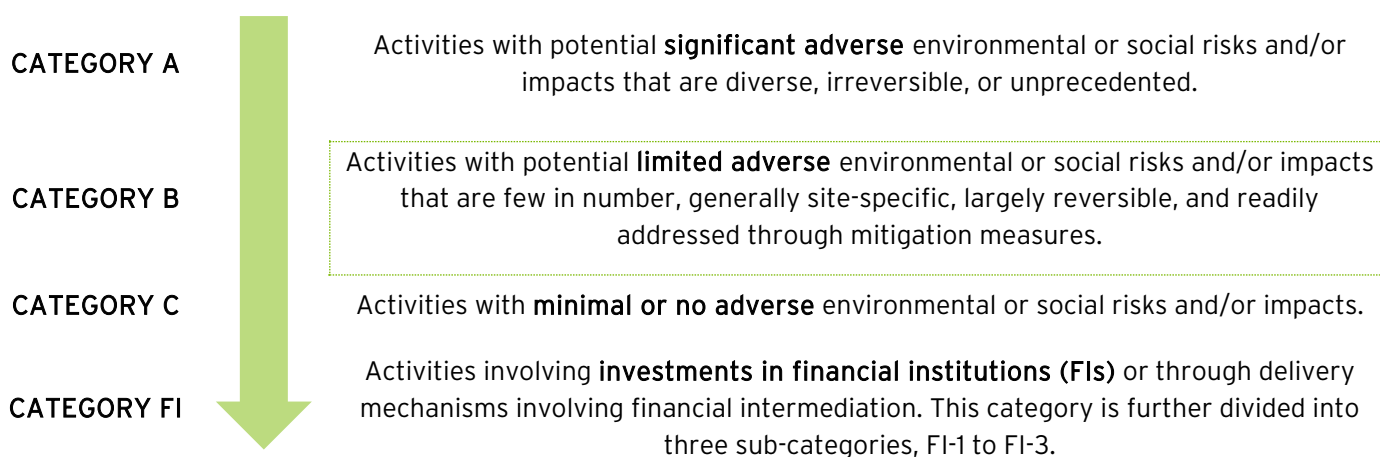 CATEGORY A
Activities with potential significant adverse environmental or social risks and/or
impacts that are diverse, irreversible, or unprecedented.
CATEGORY B
Activities with potential limited adverse environmental or social risks and/or impacts
that are few in number, generally site-specific, largely reversible, and readily
addressed through mitigation measures.
CATEGORY C
Activities with minimal or no adverse environmental or social risks and/or impacts.
CATEGORY FI
Activities involving investments in financial institutions (FIs) or through delivery
mechanisms involving financial intermediation. This category is further divided into
three sub-categories, FI-1 to FI-3.